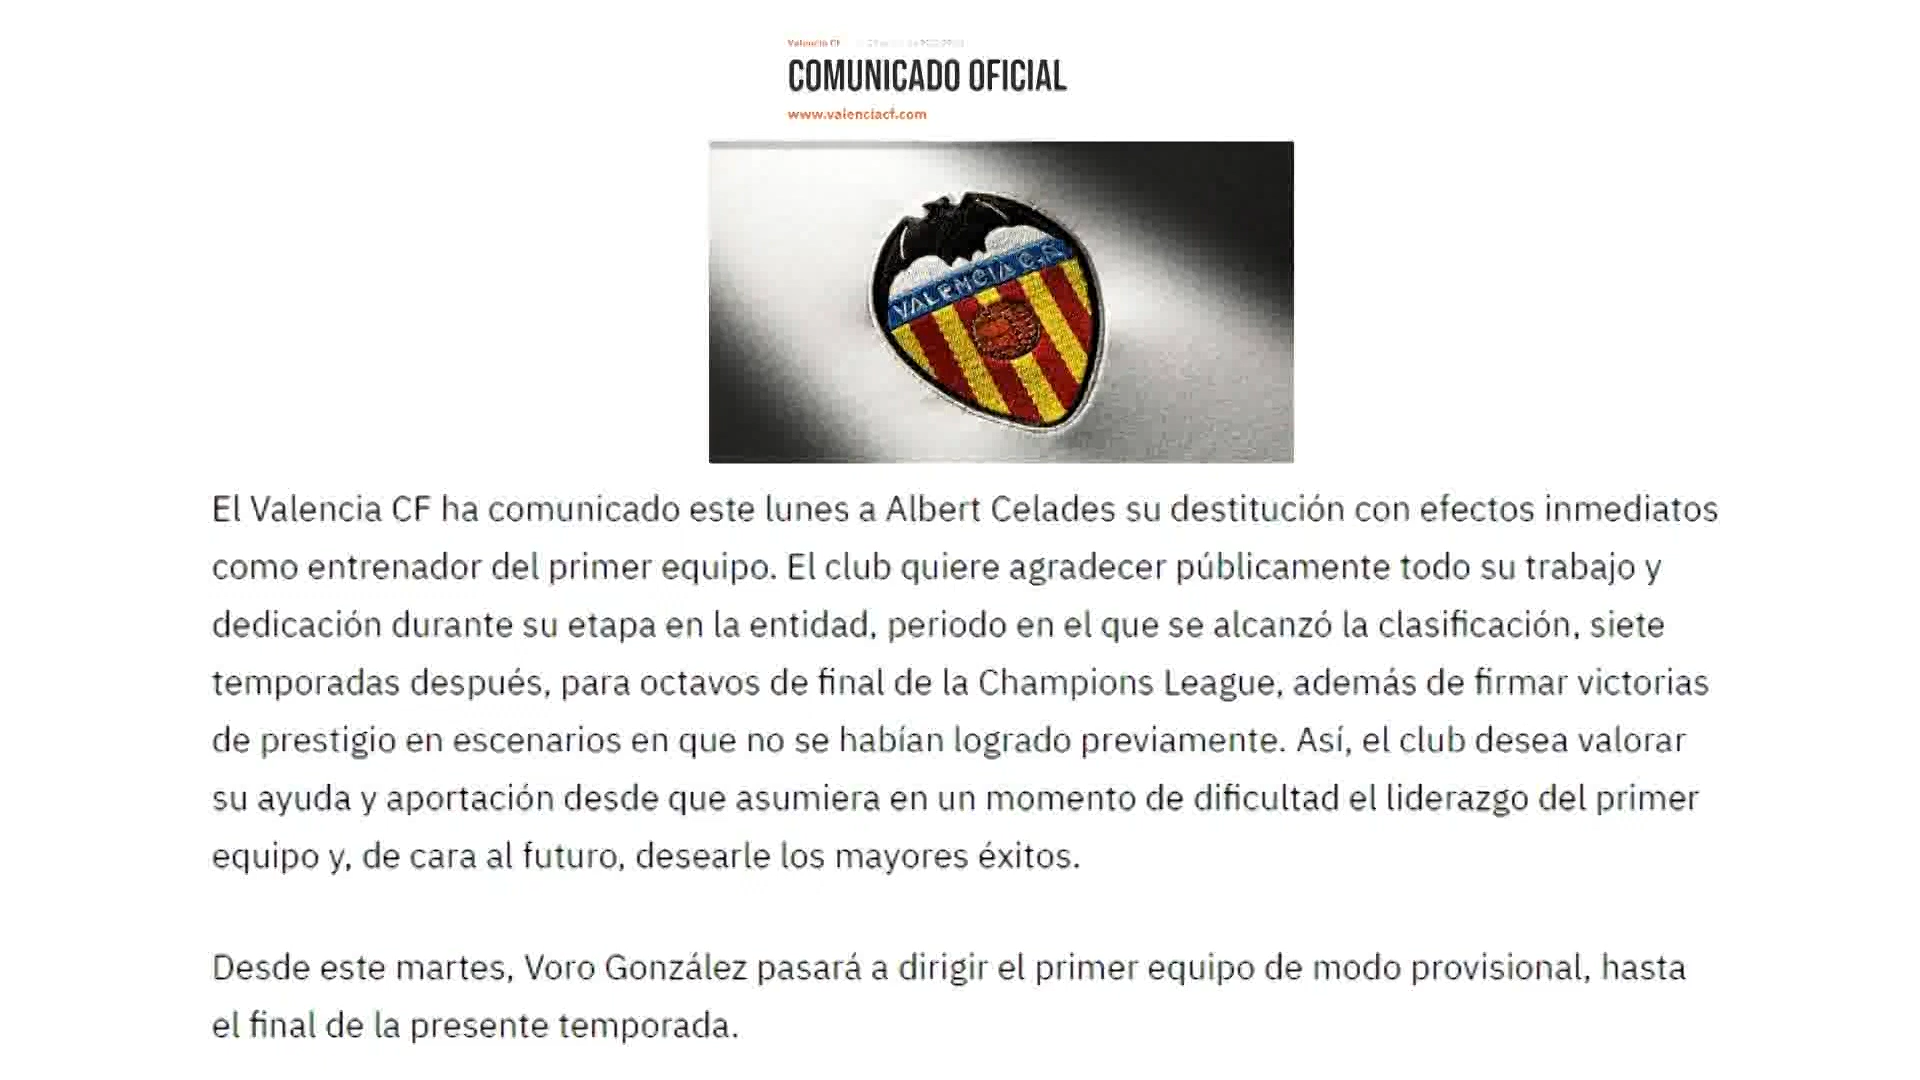 Valencia CF
COMUNICADO OFICIAL
www.valenciacf.com
VALENCIA C.F.
El Valencia CF ha comunicado este lunes a Albert Celades su destitución con efectos inmediatos
como entrenador del primer equipo. El club quiere agradecer públicamente todo su trabajo y
dedicación durante su etapa en la entidad, periodo en el que se alcanzó la clasificación, siete
temporadas después, para octavos de final de la Champions League, además de firmar victorias
de prestigio en escenarios en que no se habían logrado previamente. Así, el club desea valorar
su ayuda y aportación desde que asumiera en un momento de dificultad el liderazgo del primer
equipo y, de cara al futuro, desearle los mayores éxitos.
Desde este martes, Voro González pasará a dirigir el primer equipo de modo provisional, hasta
el final de la presente temporada.